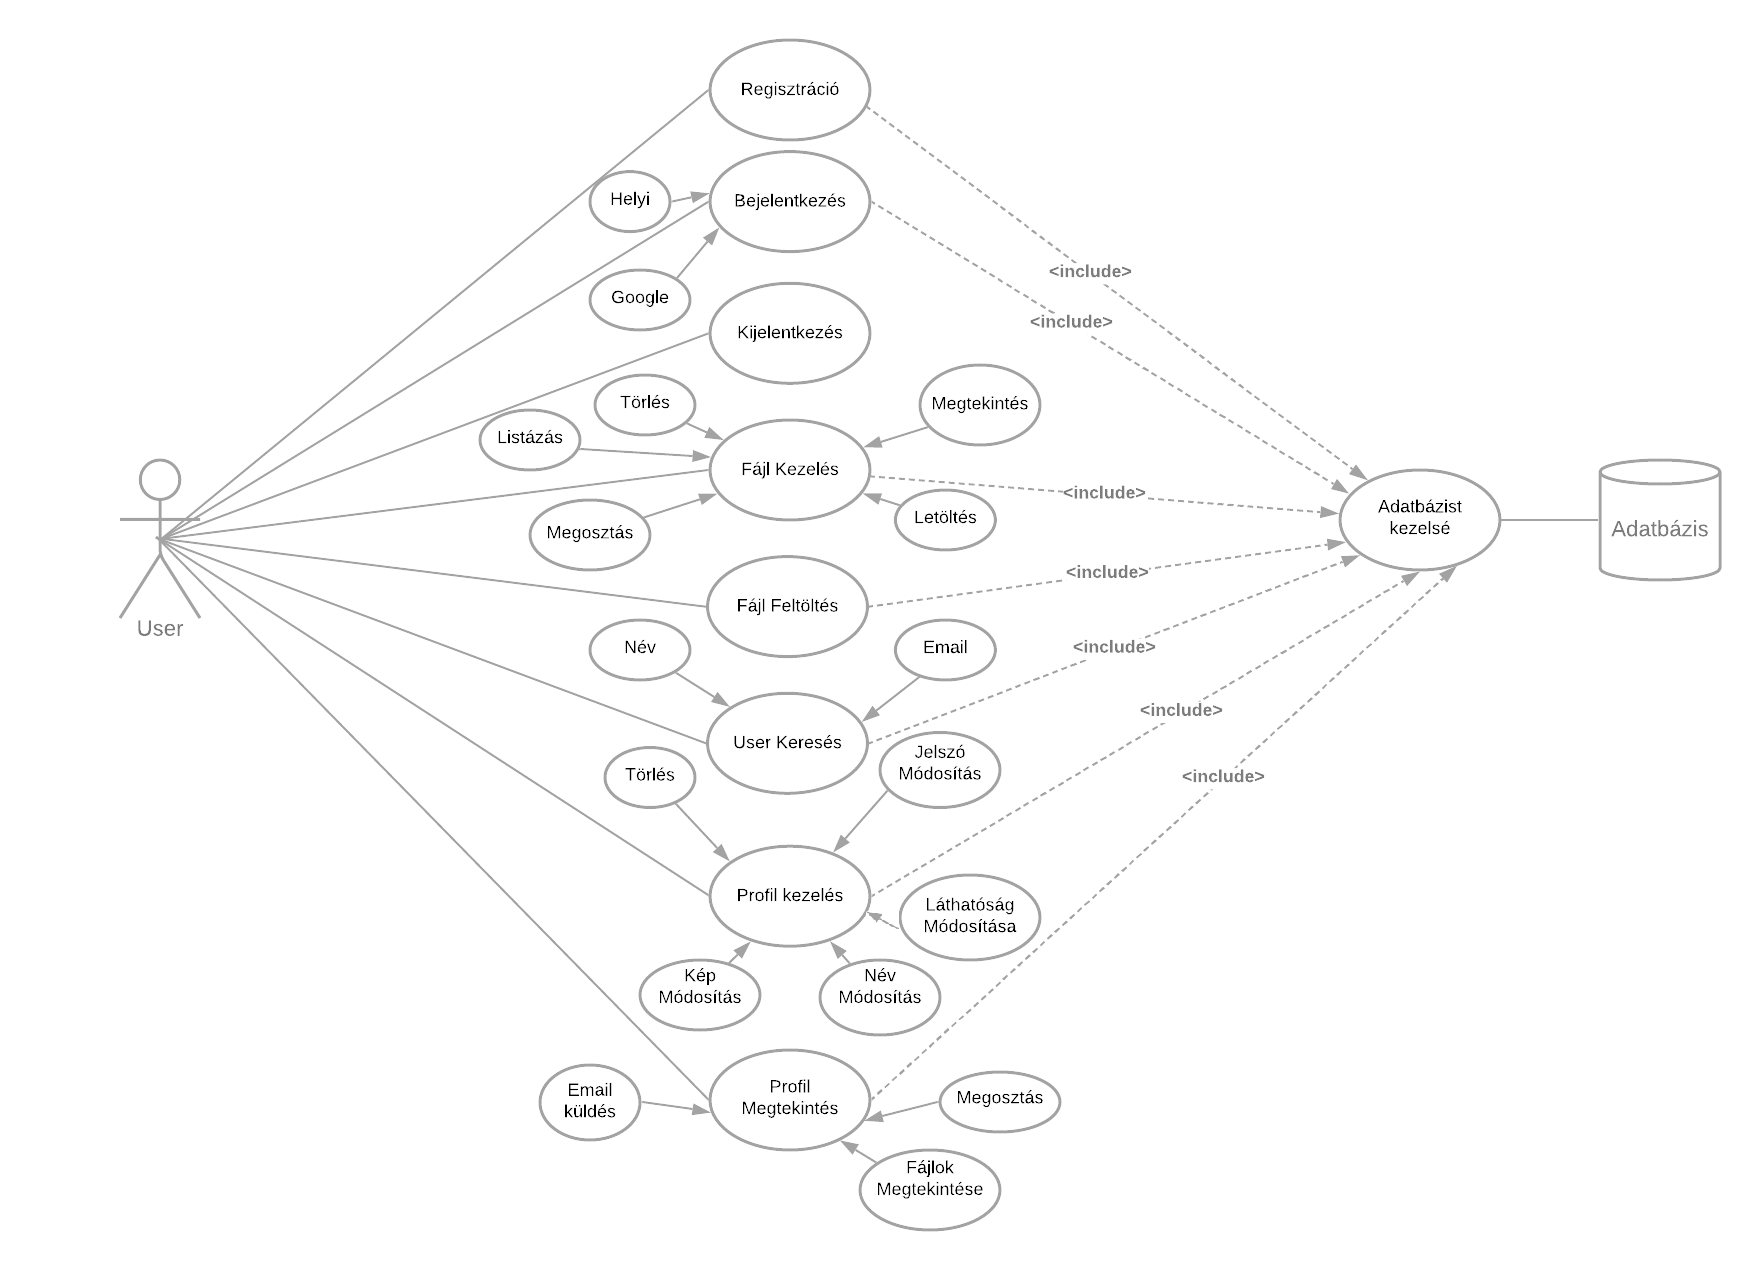 Regisztráció
Helyi
Bejelentkezés
<include>
Google
<include>
Kijelentkezés
Törlés
Megtekintés
Listázás
Fájl Kezelés
<include>
Megosztás
Letöltés
Adatbázist
kezelsé
Adatbázis
<include>
Fájl Feltöltés
User
Név
Email
<include>
<include>
User Keresés
Törlés
Jelszó
Módosítás
<include>
Profil kezelés
Láthatóság
Módosítása
Kép
Módosítás
Név
Módosítás
Email
küldés
Profil
Megtekintés
Megosztás
Fájlok
Megtekintése